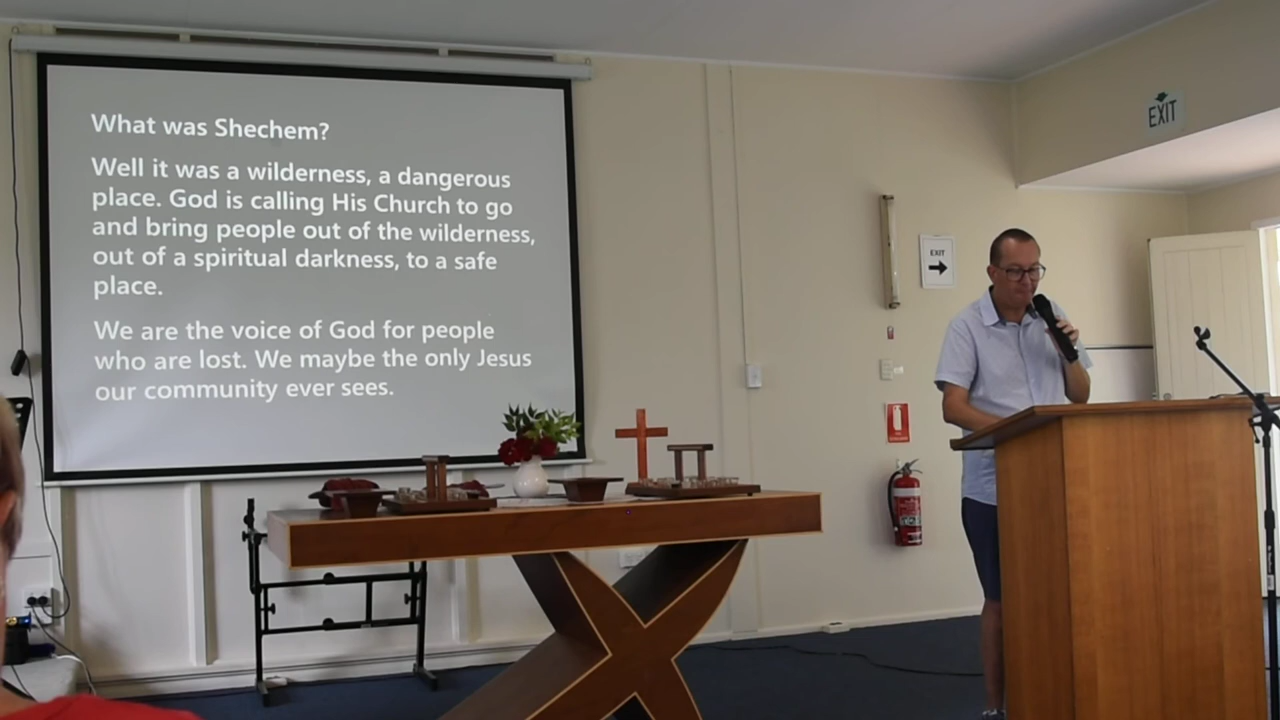 What was Shechem?
Well it was a wilderness, a dangerous
place. God is calling His Church to go
and bring people out of the wilderness,
out of a spiritual darkness, to a safe
place.
We are the voice of God for people
who are lost. We maybe the only Jesus
our community ever sees.
EXIT
EXIT